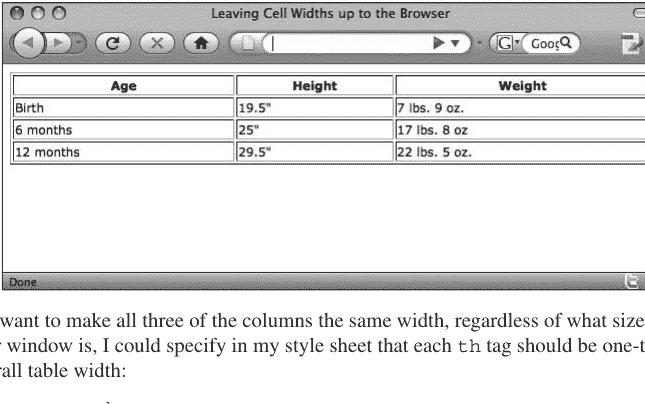 Leaving Cell Widths up to the Browser
G Goog
Age Height Weight
Birth 19.5" 7 lbs. 9 oz.
6 months 25" 17 lbs. 8 oz
12 months 29.5" 22 lbs. 5 oz.
Done
want to make all three of the columns the same width, regardless of what size
window is, I could specify in my style sheet that each th tag should be one-t
rall table width: